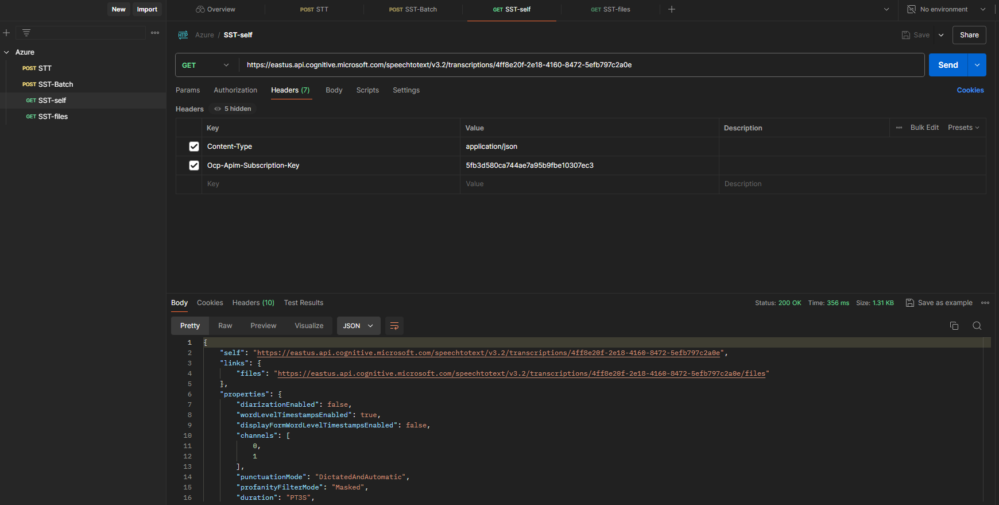 New Import
Overview POST STT POST SST-Batch GET SST-self GET SST-files No environment
Azure / SST-self Save Share
Azure
POST STT
POST SST-Batch
GET SST-self
GET SST-files
GET https://eastus.api.cognitive.microsoft.com/speechtotext/v3.2/transcriptions/4ff8e20f-2e18-4160-8472-5efb797c2a0e Send
Params Authorization Headers (7) Body Scripts Settings Cookies
Headers 5 hidden
Key Value Description Bulk Edit Presets
Content-Type application/json
Ocp-Apim-Subscription-Key 5fb3d580ca744ae7a95b9fbe10307ec3
Key Value Description
Body Cookies Headers (10) Test Results Status: 200 OK Time: 356 ms Size: 1.31 KB Save as example
Pretty Raw Preview Visualize JSON
1 {
2 "self": "https://eastus.api.cognitive.microsoft.com/speechtotext/v3.2/transcriptions/4ff8e20f-2e18-4160-8472-5efb797c2a0e",
3 "links": {
4 "files": "https://eastus.api.cognitive.microsoft.com/speechtotext/v3.2/transcriptions/4ff8e20f-2e18-4160-8472-5efb797c2a0e/files"
5 },
6 "properties": {
7 "diarizationEnabled": false,
8 "wordLevelTimestampsEnabled": true,
9 "displayFormWordLevelTimestampsEnabled": false,
10 "channels": [
11 0,
12 1
13 ],
14 "punctuationMode": "DictatedAndAutomatic",
15 "profanityFilterMode": "Masked",
16 "duration": "PT3S",